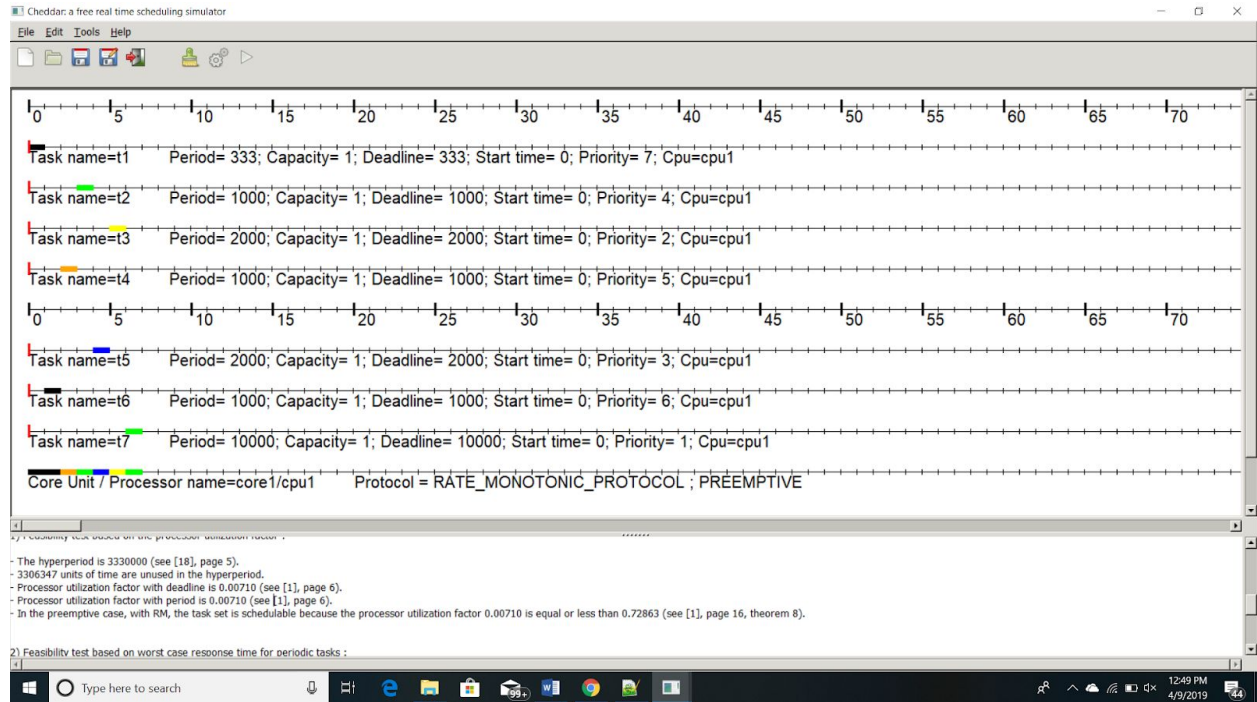 Cheddar: a free real time scheduling simulator
File Edit Tools Help
0 5 10 15 20 25 30 35 40 45 50 55 60 65 70
Task name=t1 Period= 333; Capacity= 1; Deadline= 333; Start time= 0; Priority= 7; Cpu=cpu1
Task name=t2 Period= 1000; Capacity= 1; Deadline= 1000; Start time= 0; Priority= 4; Cpu=cpu1
Task name=t3 Period= 2000; Capacity= 1; Deadline= 2000; Start time= 0; Priority= 2; Cpu=cpu1
Task name=t4 Period= 1000; Capacity= 1; Deadline= 1000; Start time= 0; Priority= 5; Cpu=cpu1
0 5 10 15 20 25 30 35 40 45 50 55 60 65 70
Task name=t5 Period= 2000; Capacity= 1; Deadline= 2000; Start time= 0; Priority= 3; Cpu=cpu1
Task name=t6 Period= 1000; Capacity= 1; Deadline= 1000; Start time= 0; Priority= 6; Cpu=cpu1
Task name=t7 Period= 10000; Capacity= 1; Deadline= 10000; Start time= 0; Priority= 1; Cpu=cpu1
Core Unit / Processor name=core1/cpu1 Protocol = RATE_MONOTONIC_PROTOCOL ; PREEMPTIVE
1) Feasibility test based on the processor utilization factor :
- The hyperperiod is 3330000 (see [18], page 5).
- 3306347 units of time are unused in the hyperperiod.
- Processor utilization factor with deadline is 0.00710 (see [1], page 6).
- Processor utilization factor with period is 0.00710 (see [1], page 6).
- In the preemptive case, with RM, the task set is schedulable because the processor utilization factor 0.00710 is equal or less than 0.72863 (see [1], page 16, theorem 8).
2) Feasibility test based on worst case response time for periodic tasks :
Type here to search
99+
12:49 PM
4/9/2019
44